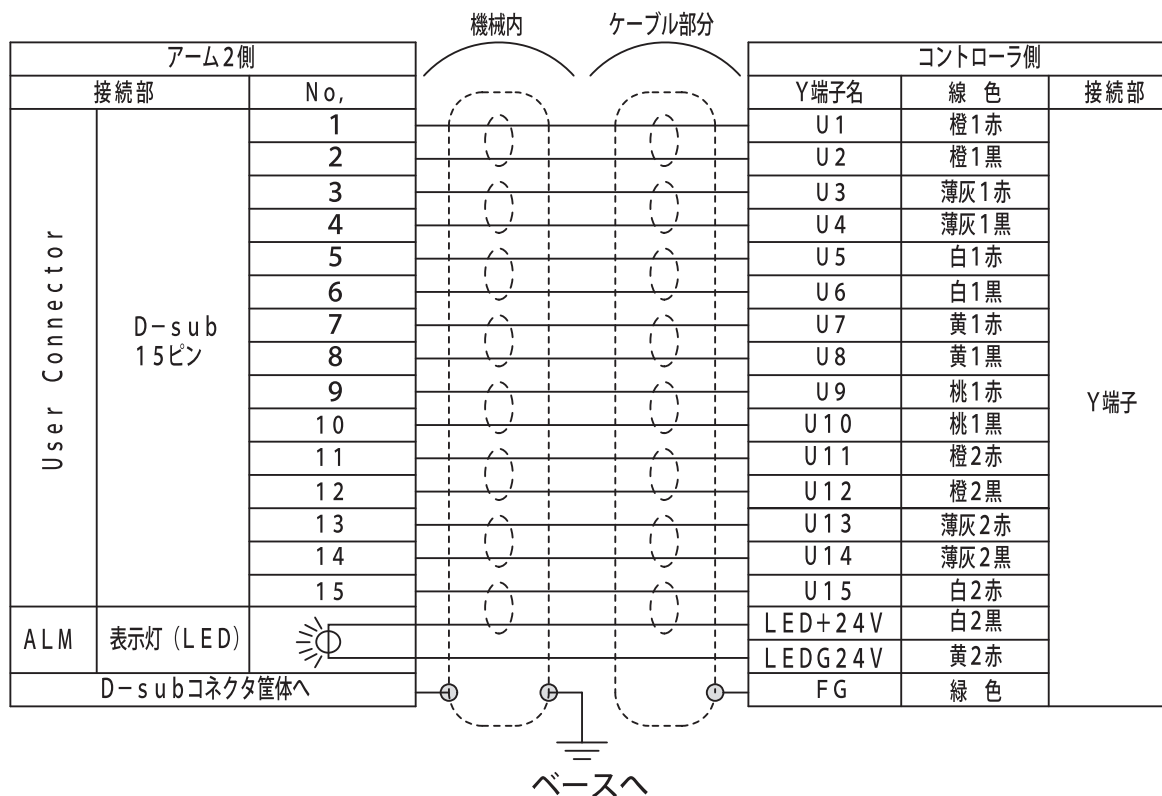 機械内 ケーブル部分
アーム2側 コントローラ側
接続部 No, Y端子名 線 色 接続部
1 U1 橙1赤
2 U2 橙1黒
3 U3 薄灰1赤
4 U4 薄灰1黒
5 U5 白1赤
6 U6 白1黒
User Connector
D-sub
15ピン
7 U7 黄1赤
8 U8 黄1黒
9 U9 桃1赤
Y端子
10 U10 桃1黒
11 U11 橙2赤
12 U12 橙2黒
13 U13 薄灰2赤
14 U14 薄灰2黒
15 U15 白2赤
ALM 表示灯(LED)
LED+24V 白2黒
LEDG24V 黄2赤
D-subコネクタ筐体へ FG 緑 色
ベースへ